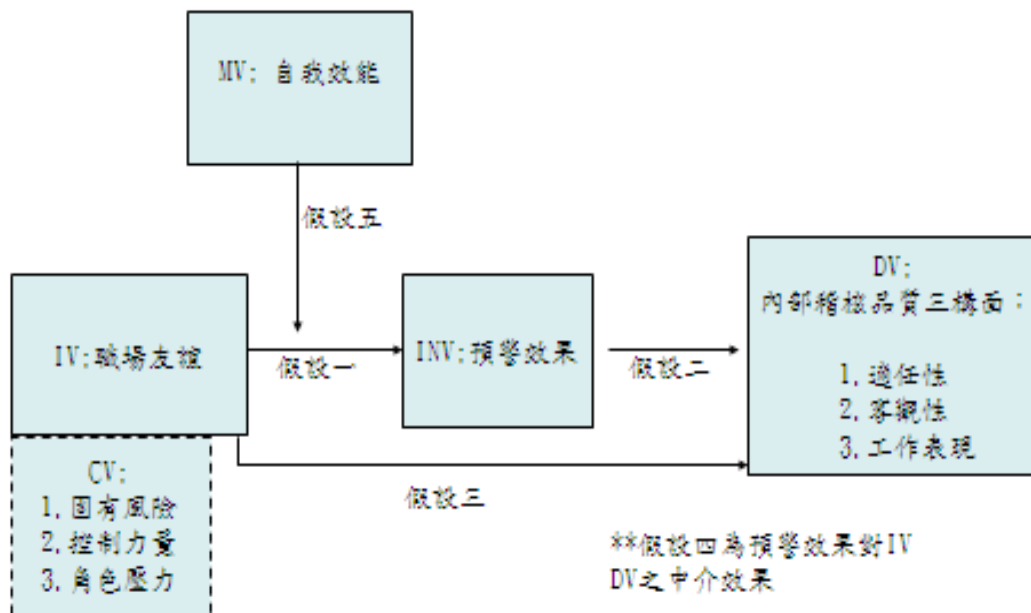 MV: 自我效能
假設五
IV:職場友誼
假設一
INV:預警效果
假設二
DV:
內部稽核品質三構面:
1.適任性
2.客觀性
3.工作表現
CV:
1.固有風險
2.控制力量
3.角色壓力
假設三
**假設四為預警效果對IV
DV之中介效果